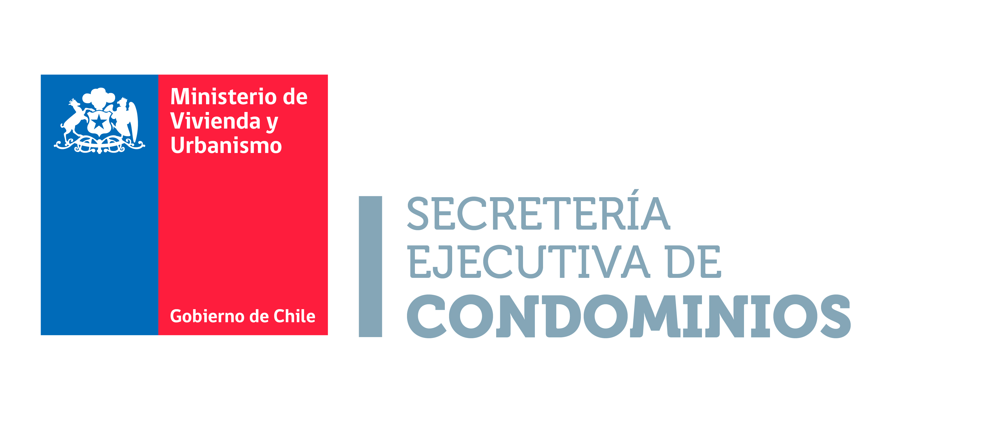 Ministerio de
Vivienda y
Urbanismo
Gobierno de Chile
SECRETERÍA
EJECUTIVA DE
CONDOMINIOS